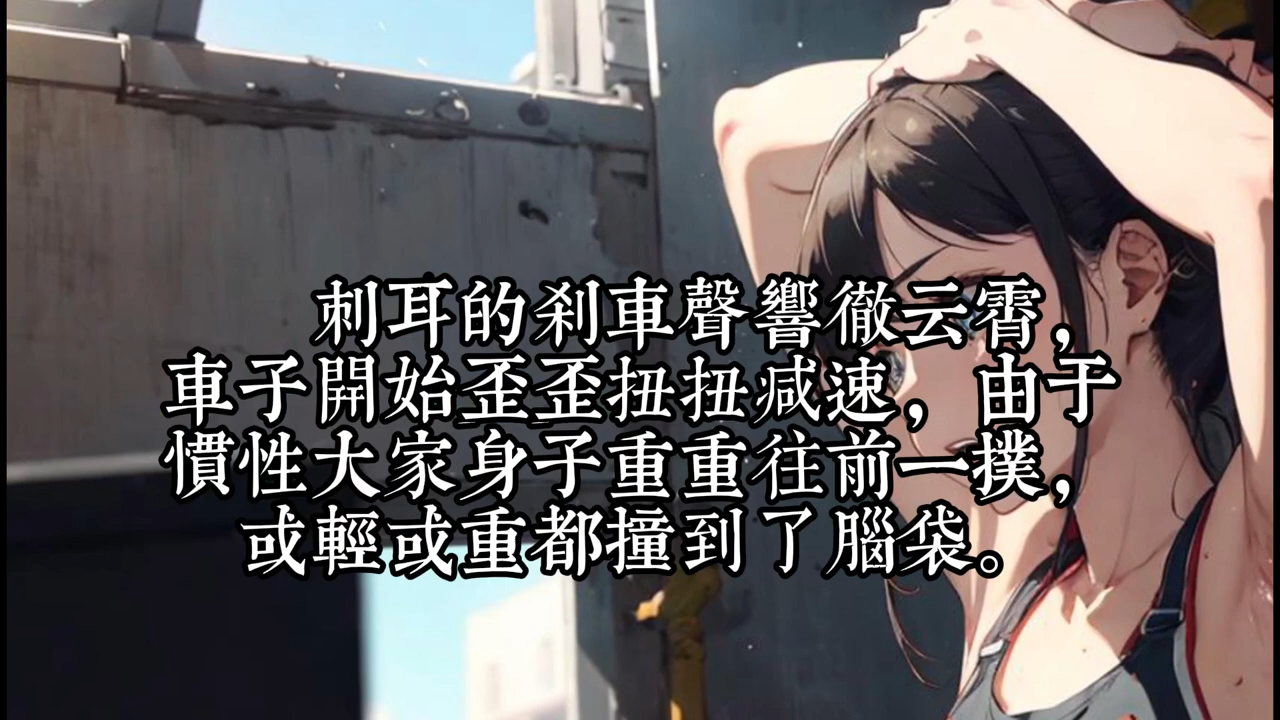 刺耳的刹車聲響徹云霄，
車子開始歪歪扭扭减速，由于
慣性大家身子重重往前一撲，
或輕或重都撞到了腦袋。